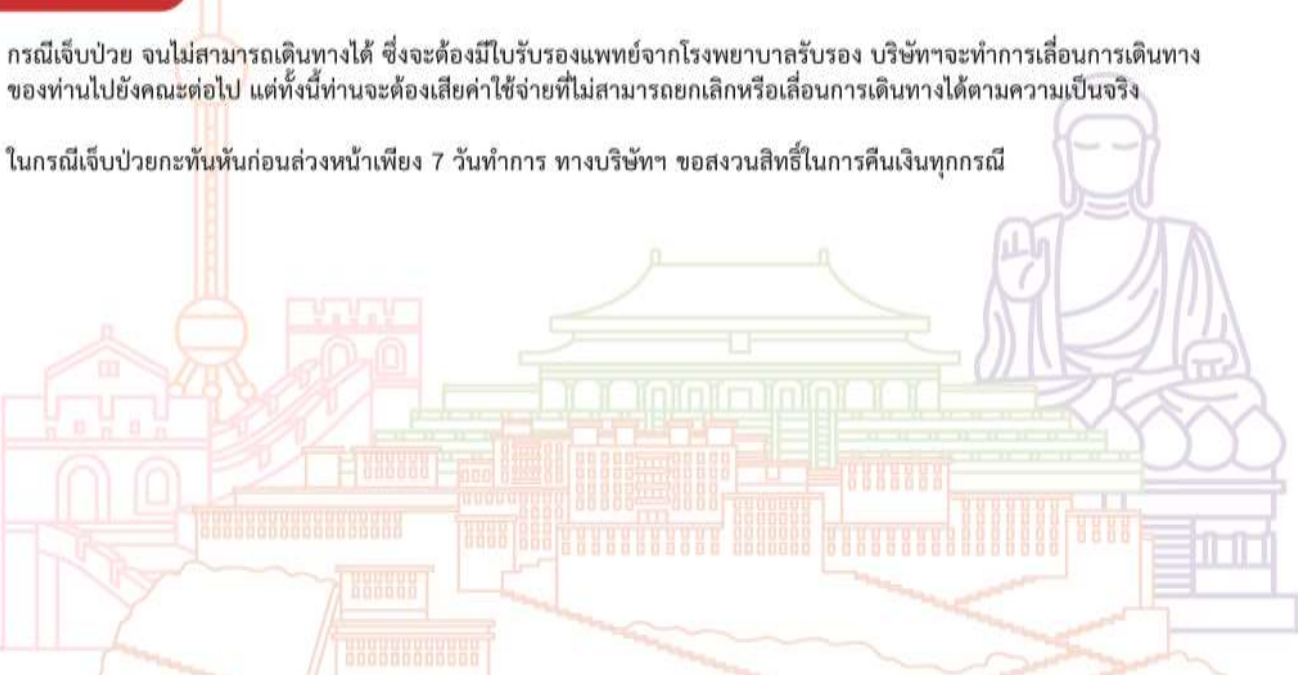 กรณีเจ็บป่วย จนไม่สามารถเดินทางได้ ซึ่งจะต้องมีใบรับรองแพทย์จากโรงพยาบาลรับรอง บริษัทฯจะทำการเลื่อนการเดินทาง
ของท่านไปยังคณะต่อไป แต่ทั้งนี้ท่านจะต้องเสียค่าใช้จ่ายที่ไม่สามารถยกเลิกหรือเลื่อนการเดินทางได้ตามความเป็นจริง
ในกรณีเจ็บป่วยกะทันหันก่อนล่วงหน้าเพียง 7 วันทำการ ทางบริษัทฯ ขอสงวนสิทธิ์ในการคืนเงินทุกกรณี